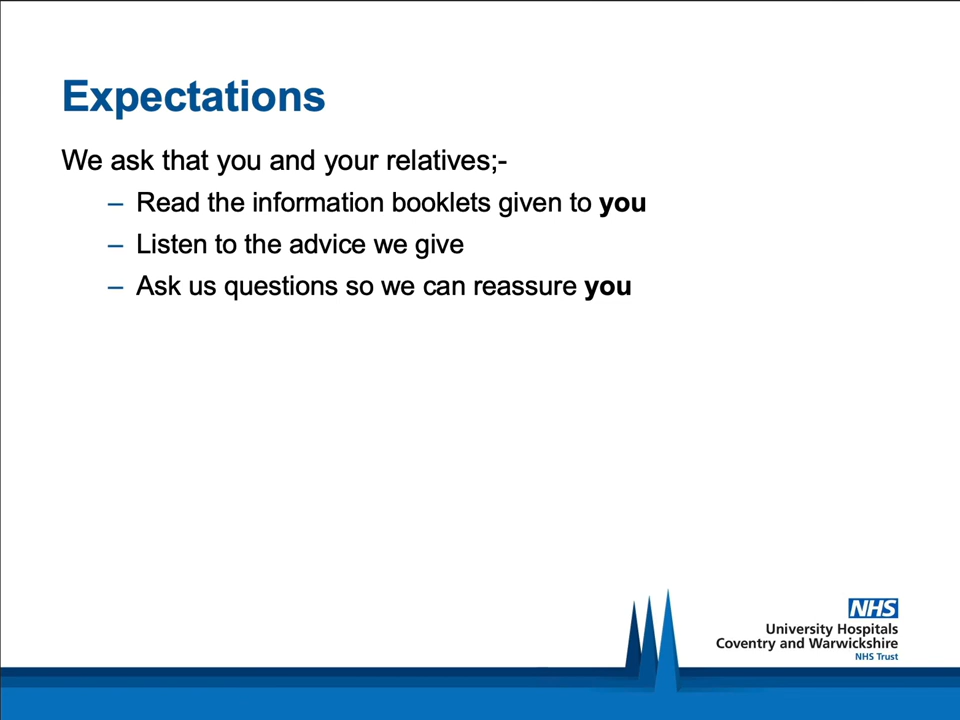 Expectations
We ask that you and your relatives;-
– Read the information booklets given to you
– Listen to the advice we give
– Ask us questions so we can reassure you
NHS
University Hospitals
Coventry and Warwickshire
NHS Trust